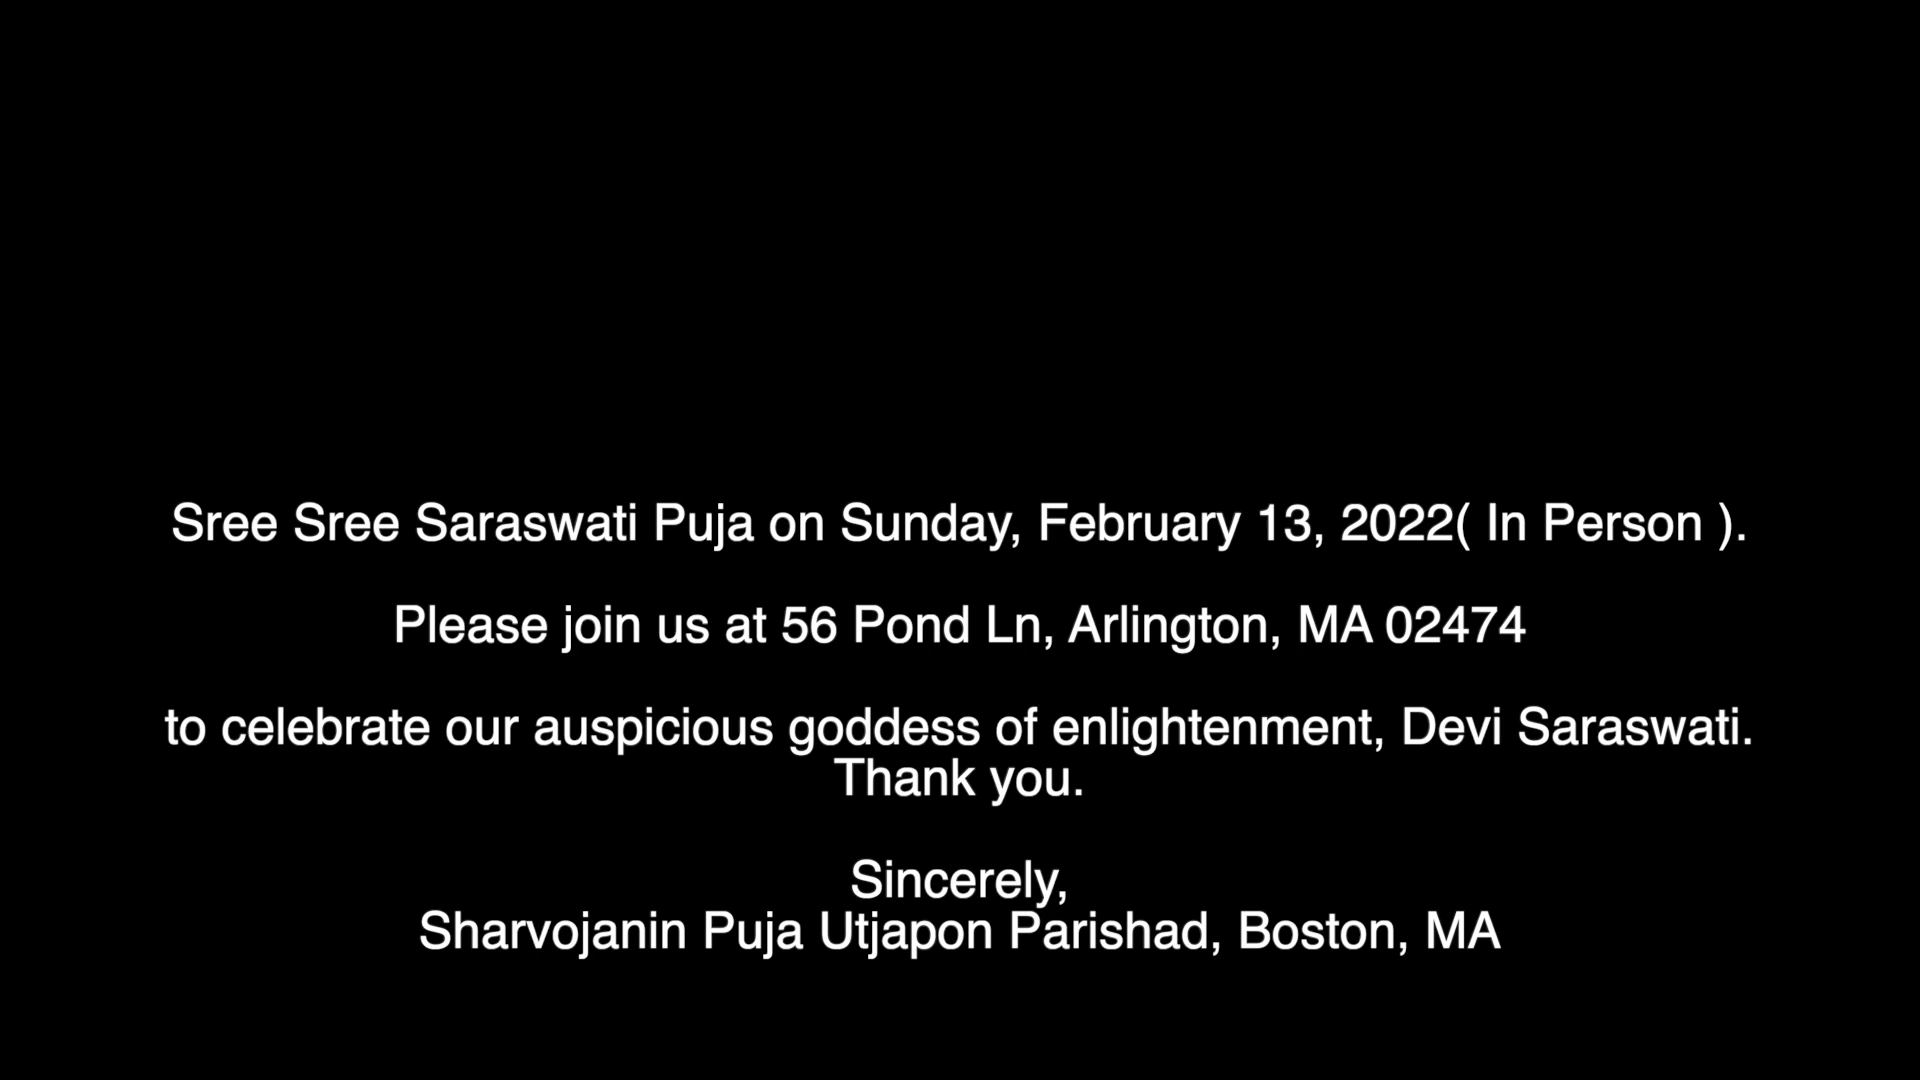 Sree Sree Saraswati Puja on Sunday, February 13, 2022( In Person ).
Please join us at 56 Pond Ln, Arlington, MA 02474
to celebrate our auspicious goddess of enlightenment, Devi Saraswati.
Thank you.
Sincerely,
Sharvojanin Puja Utjapon Parishad, Boston, MA